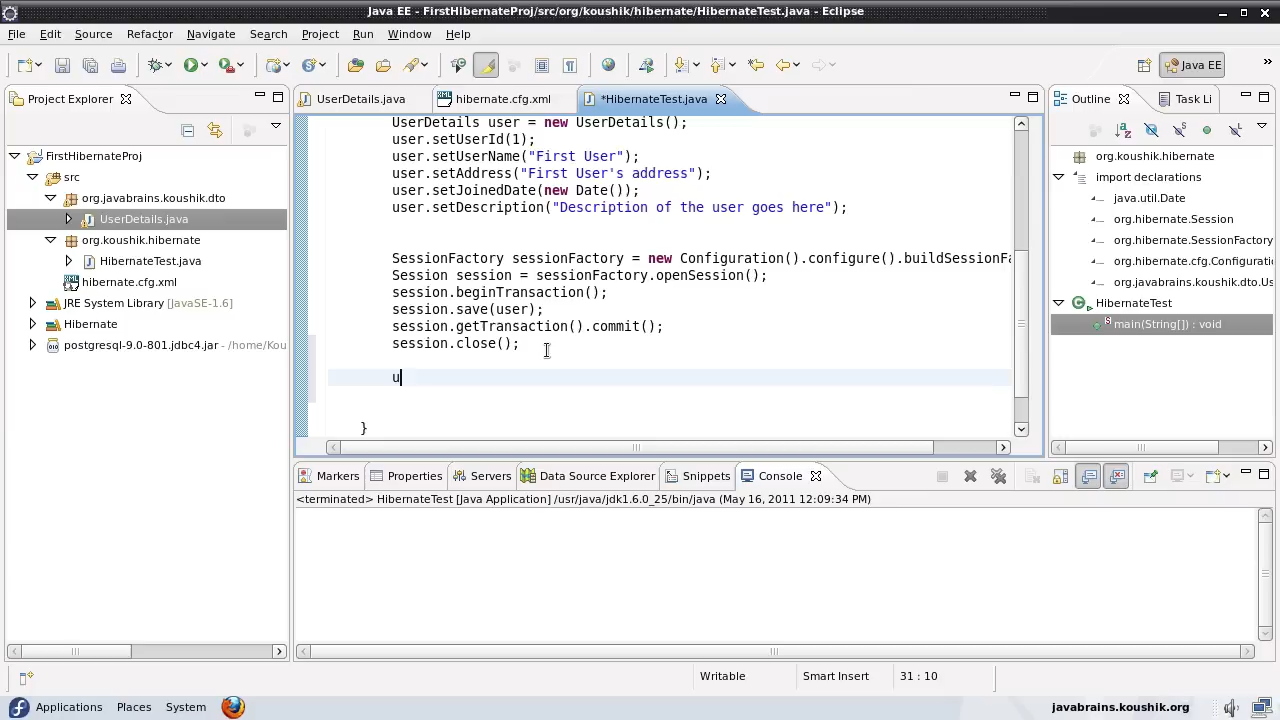 Java EE - FirstHibernateProj/src/org/koushik/hibernate/HibernateTest.java - Eclipse
File Edit Source Refactor Navigate Search Project Run Window Help
Java EE
Project Explorer
FirstHibernateProj
src
org.javabrains.koushik.dto
UserDetails.java
org.koushik.hibernate
HibernateTest.java
hibernate.cfg.xml
JRE System Library [JavaSE-1.6]
Hibernate
postgresql-9.0-801.jdbc4.jar - /home/Kou
UserDetails.java hibernate.cfg.xml *HibernateTest.java
UserDetails user = new UserDetails();
user.setUserId(1);
user.setUserName("First User");
user.setAddress("First User's address");
user.setJoinedDate(new Date());
user.setDescription("Description of the user goes here");
SessionFactory sessionFactory = new Configuration().configure().buildSessionFa
Session session = sessionFactory.openSession();
session.beginTransaction();
session.save(user);
session.getTransaction().commit();
session.close();
u
}
Outline Task Li
org.koushik.hibernate
import declarations
java.util.Date
org.hibernate.Session
org.hibernate.SessionFactory
org.hibernate.cfg.Configurati
org.javabrains.koushik.dto.Us
HibernateTest
main(String[]) : void
Markers Properties Servers Data Source Explorer Snippets Console
<terminated> HibernateTest [Java Application] /usr/java/jdk1.6.0_25/bin/java (May 16, 2011 12:09:34 PM)
Writable Smart Insert 31 : 10
Applications Places System javabrains.koushik.org